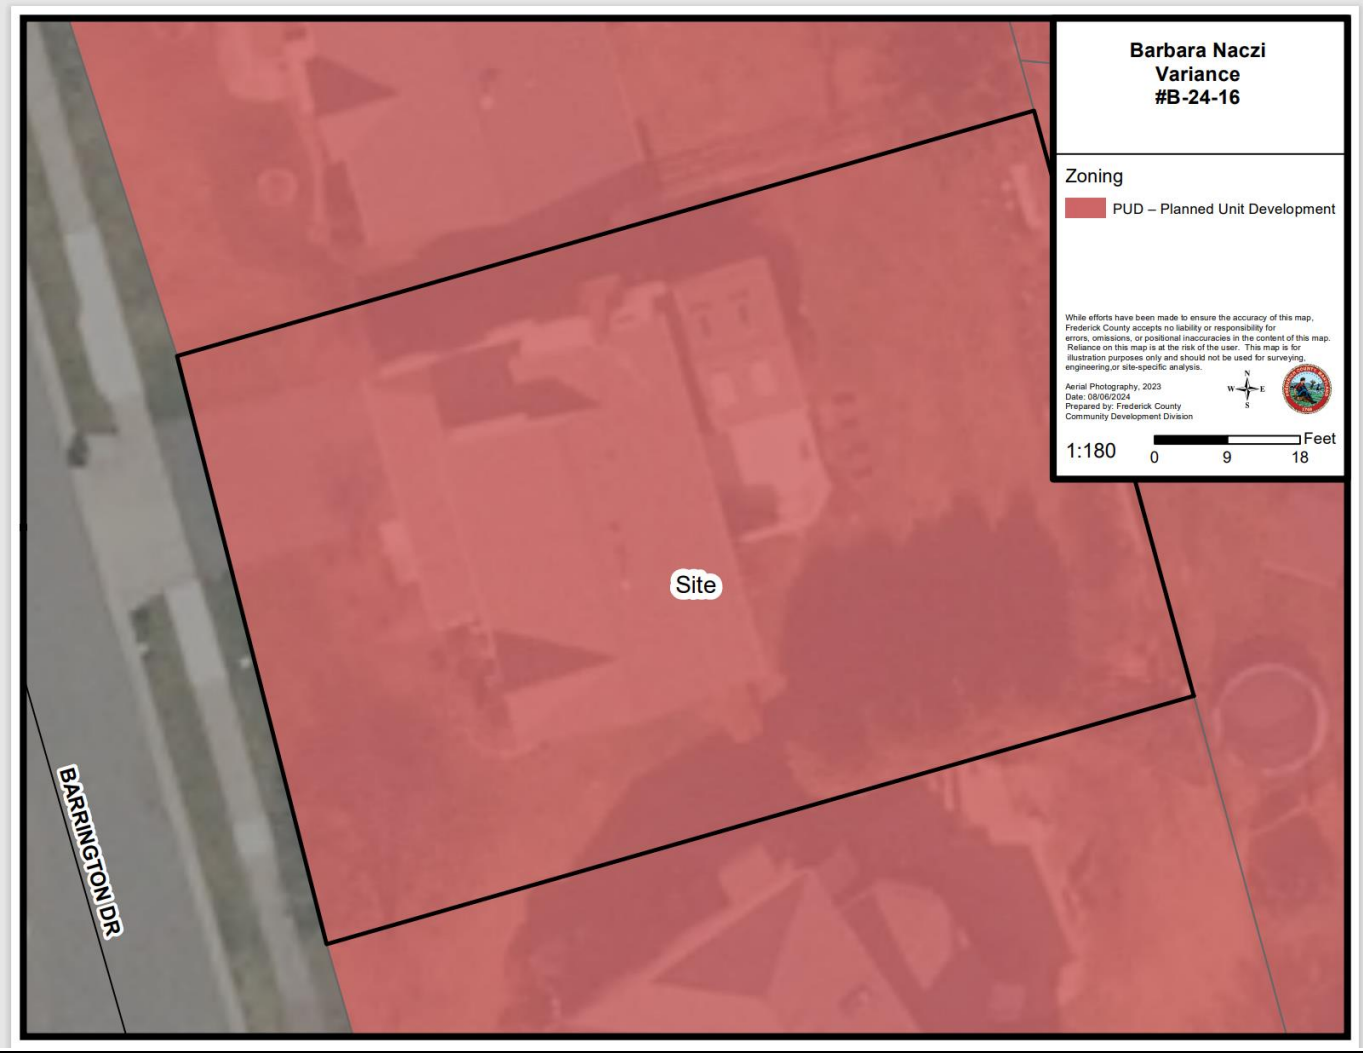 Barbara Naczi
Variance
#B-24-16
Zoning
PUD – Planned Unit Development
While efforts have been made to ensure the accuracy of this map,
Frederick County accepts no liability or responsibility for
errors, omissions, or positional inaccuracies in the content of this map.
Reliance on this map is at the risk of the user. This map is for
illustration purposes only and should not be used for surveying,
engineering,or site-specific analysis.
Aerial Photography, 2023
Date: 08/06/2024
Prepared by: Frederick County
Community Development Division
N
W E
S
1:180
Feet
0 9 18
Site
BARRINGTON DR